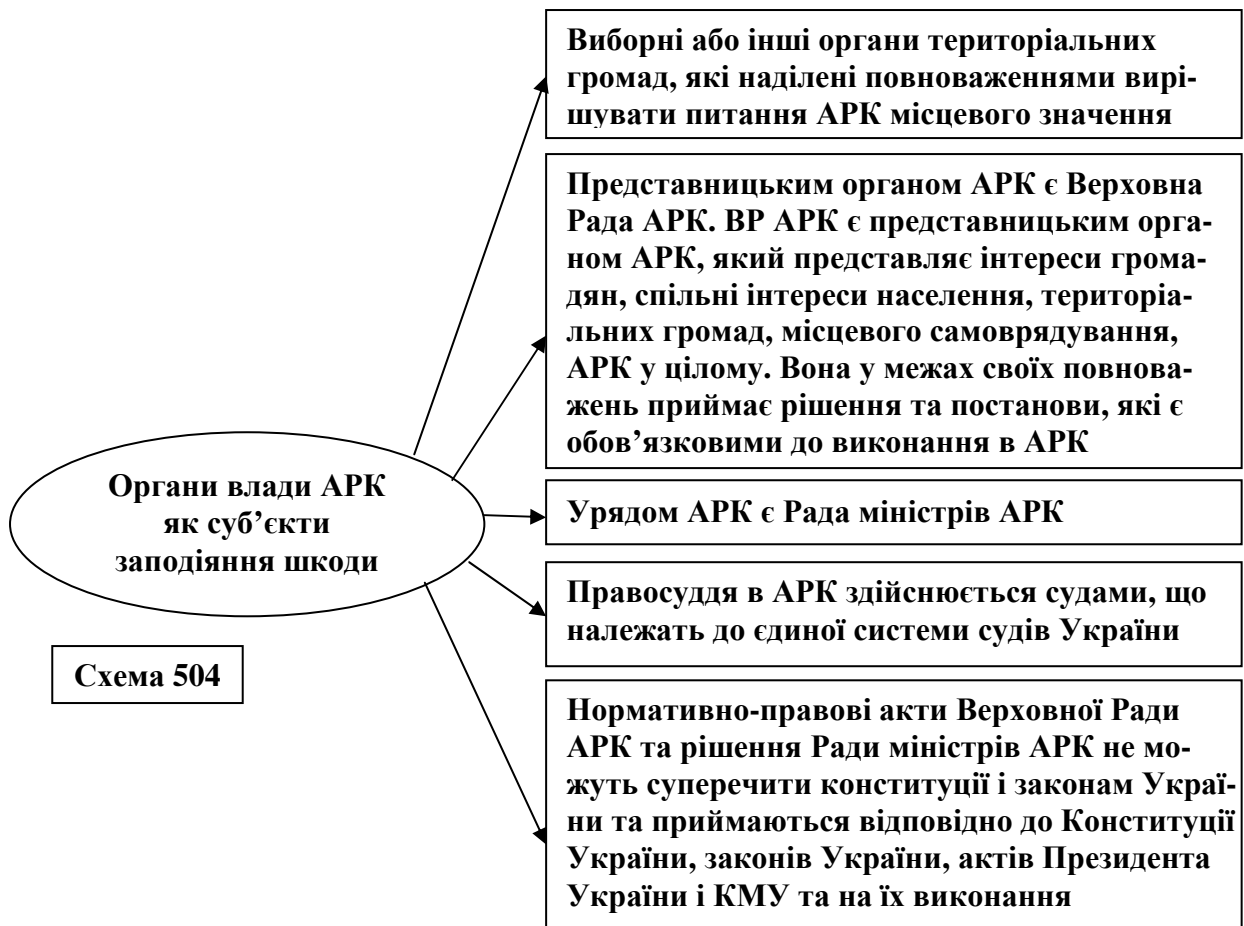 Виборні або інші органи територіальних
громад, які наділені повноваженнями вирі-
шувати питання АРК місцевого значення
Представницьким органом АРК є Верховна
Рада АРК. ВР АРК є представницьким орга-
ном АРК, який представляє інтереси грома-
дян, спільні інтереси населення, територіа-
льних громад, місцевого самоврядування,
АРК у цілому. Вона у межах своїх повнова-
жень приймає рішення та постанови, які є
обов’язковими до виконання в АРК
Органи влади АРК
як суб’єкти
заподіяння шкоди
Урядом АРК є Рада міністрів АРК
Правосуддя в АРК здійснюється судами, що
належать до єдиної системи судів України
Схема 504
Нормативно-правові акти Верховної Ради
АРК та рішення Ради міністрів АРК не мо-
жуть суперечити конституції і законам Украї-
ни та приймаються відповідно до Конституції
України, законів України, актів Президента
України і КМУ та на їх виконання